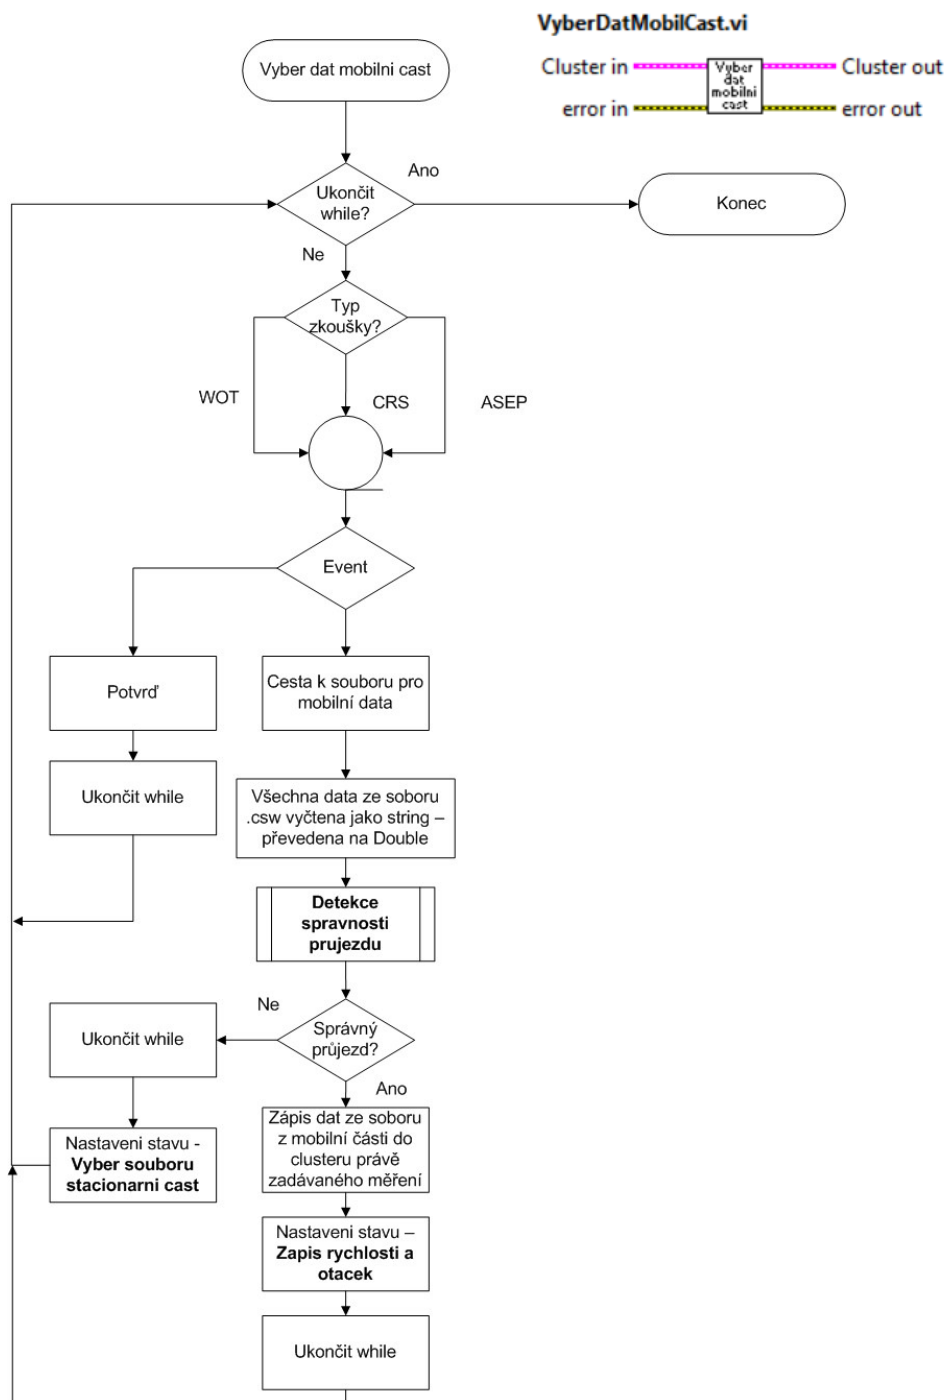 VyberDatMobilCast.vi
Cluster in
Vyber
dat
mobilni
cast
Cluster out
error in
error out
Vyber dat mobilni cast
Ukončit
while?
Ano
Konec
Ne
Typ
zkoušky?
WOT
CRS
ASEP
Event
Potvrď
Cesta k souboru pro
mobilní data
Ukončit while
Všechna data ze soboru
.csw vyčtena jako string –
převedena na Double
Detekce
spravnosti
prujezdu
Ne
Ukončit while
Správný
průjezd?
Ano
Nastaveni stavu -
Vyber souboru
stacionarni cast
Zápis dat ze soboru
z mobilní části do
clusteru právě
zadávaného měření
Nastaveni stavu –
Zapis rychlosti a
otacek
Ukončit while